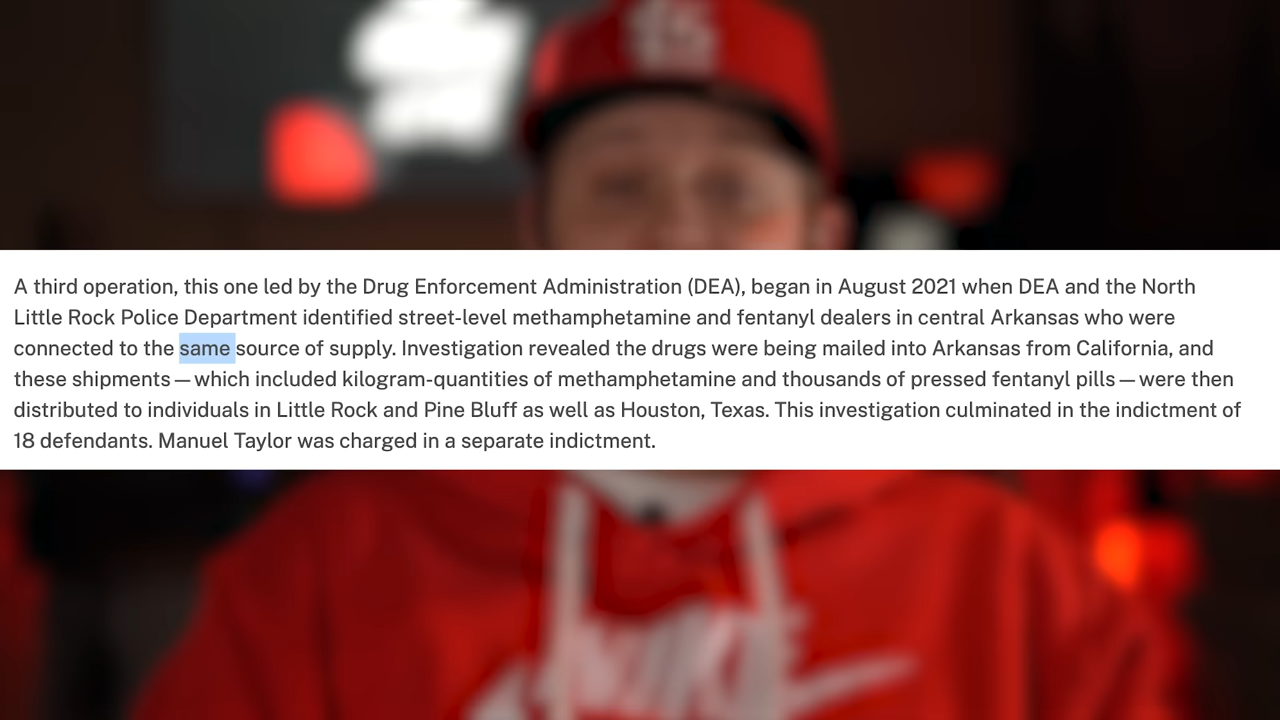 A third operation, this one led by the Drug Enforcement Administration (DEA), began in August 2021 when DEA and the North
Little Rock Police Department identified street-level methamphetamine and fentanyl dealers in central Arkansas who were
connected to the same source of supply. Investigation revealed the drugs were being mailed into Arkansas from California, and
these shipments — which included kilogram-quantities of methamphetamine and thousands of pressed fentanyl pills — were then
distributed to individuals in Little Rock and Pine Bluff as well as Houston, Texas. This investigation culminated in the indictment of
18 defendants. Manuel Taylor was charged in a separate indictment.